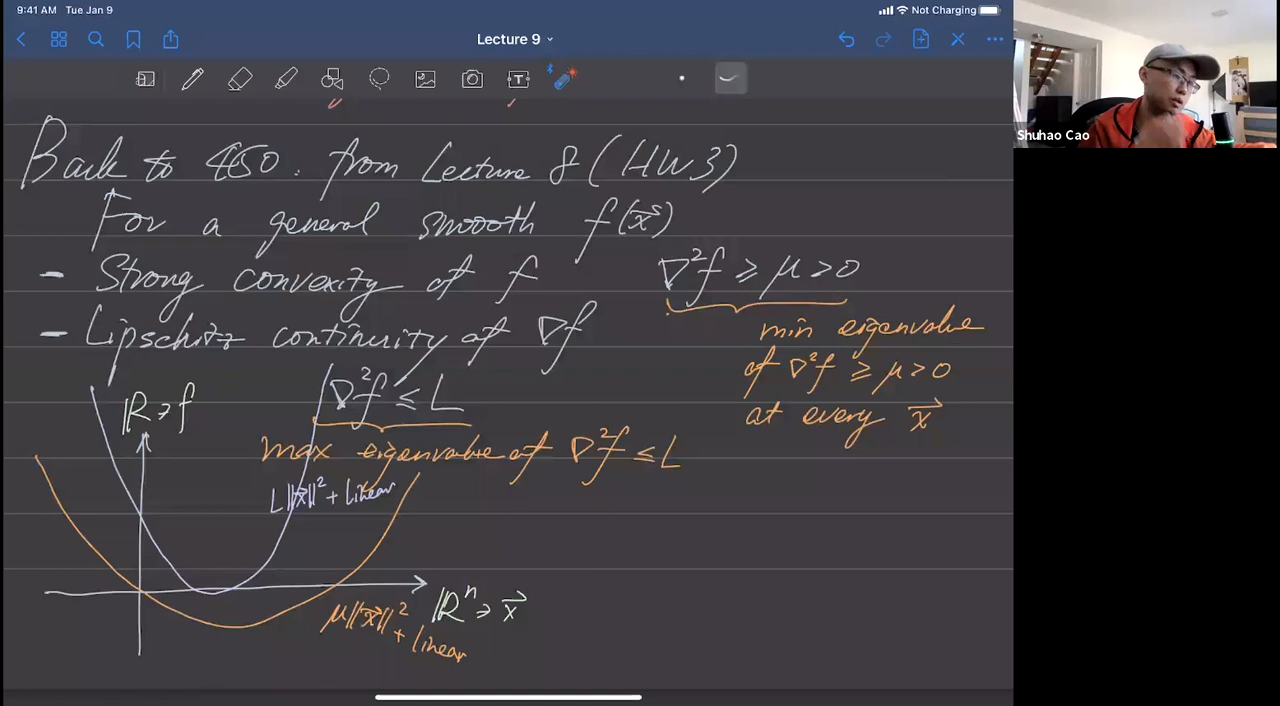 9:41 AM Tue Jan 9
Not Charging
Lecture 9
T
Shuhao Cao
Back to 450. from Lecture 8 (HW3)
For a general smooth f(x⃗)
- Strong convexity of f ∇²f ≥ μ > 0
min eigenvalue
of ∇²f ≥ μ > 0
at every x⃗
- Lipschitz continuity of ∇f
∇²f ≤ L
max eigenvalue of ∇²f ≤ L
ℝ ∋ f
L||x⃗||² + linear
μ||x⃗||²
+ linear
ℝⁿ ∋ x⃗